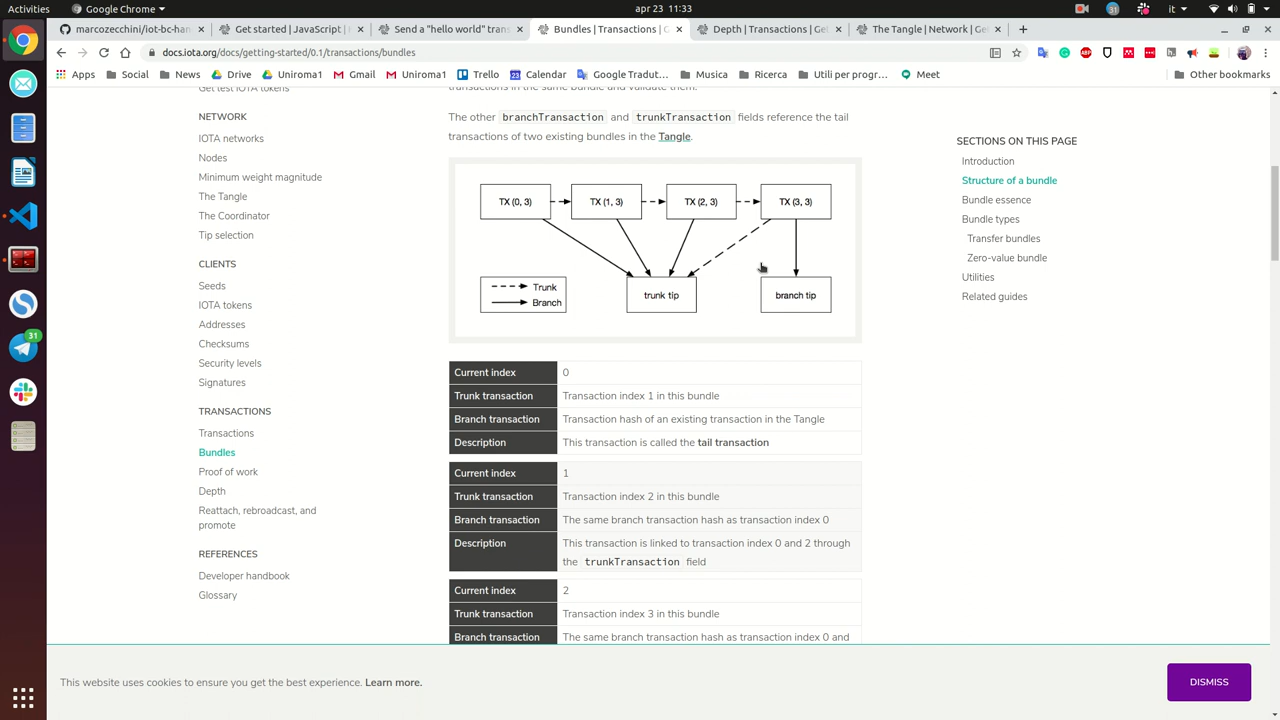 Activities
Google Chrome
apr 23 11:33
31
it
marcozecchini/iot-bc-han
Get started | JavaScript |
Send a "hello world" tran
Bundles | Transactions | G
Depth | Transactions | Get
The Tangle | Network | Ge
docs.iota.org/docs/getting-started/0.1/transactions/bundles
Apps
Social
News
Drive
Uniroma1
Gmail
Uniroma1
Trello
Calendar
Google Tradut...
Musica
Ricerca
Utili per progr...
Meet
Other bookmarks
31
Get test IOTA tokens
NETWORK
IOTA networks
Nodes
Minimum weight magnitude
The Tangle
The Coordinator
Tip selection
CLIENTS
Seeds
IOTA tokens
Addresses
Checksums
Security levels
Signatures
TRANSACTIONS
Transactions
Bundles
Proof of work
Depth
Reattach, rebroadcast, and
promote
REFERENCES
Developer handbook
Glossary
transactions in the same bundle and validate them.
The other branchTransaction and trunkTransaction fields reference the tail
transactions of two existing bundles in the Tangle.
TX (0, 3)
TX (1, 3)
TX (2, 3)
TX (3, 3)
Trunk
Branch
trunk tip
branch tip
Current index 0
Trunk transaction Transaction index 1 in this bundle
Branch transaction Transaction hash of an existing transaction in the Tangle
Description This transaction is called the tail transaction
Current index 1
Trunk transaction Transaction index 2 in this bundle
Branch transaction The same branch transaction hash as transaction index 0
Description This transaction is linked to transaction index 0 and 2 through
the trunkTransaction field
Current index 2
Trunk transaction Transaction index 3 in this bundle
Branch transaction The same branch transaction hash as transaction index 0 and
SECTIONS ON THIS PAGE
Introduction
Structure of a bundle
Bundle essence
Bundle types
Transfer bundles
Zero-value bundle
Utilities
Related guides
This website uses cookies to ensure you get the best experience. Learn more.
DISMISS